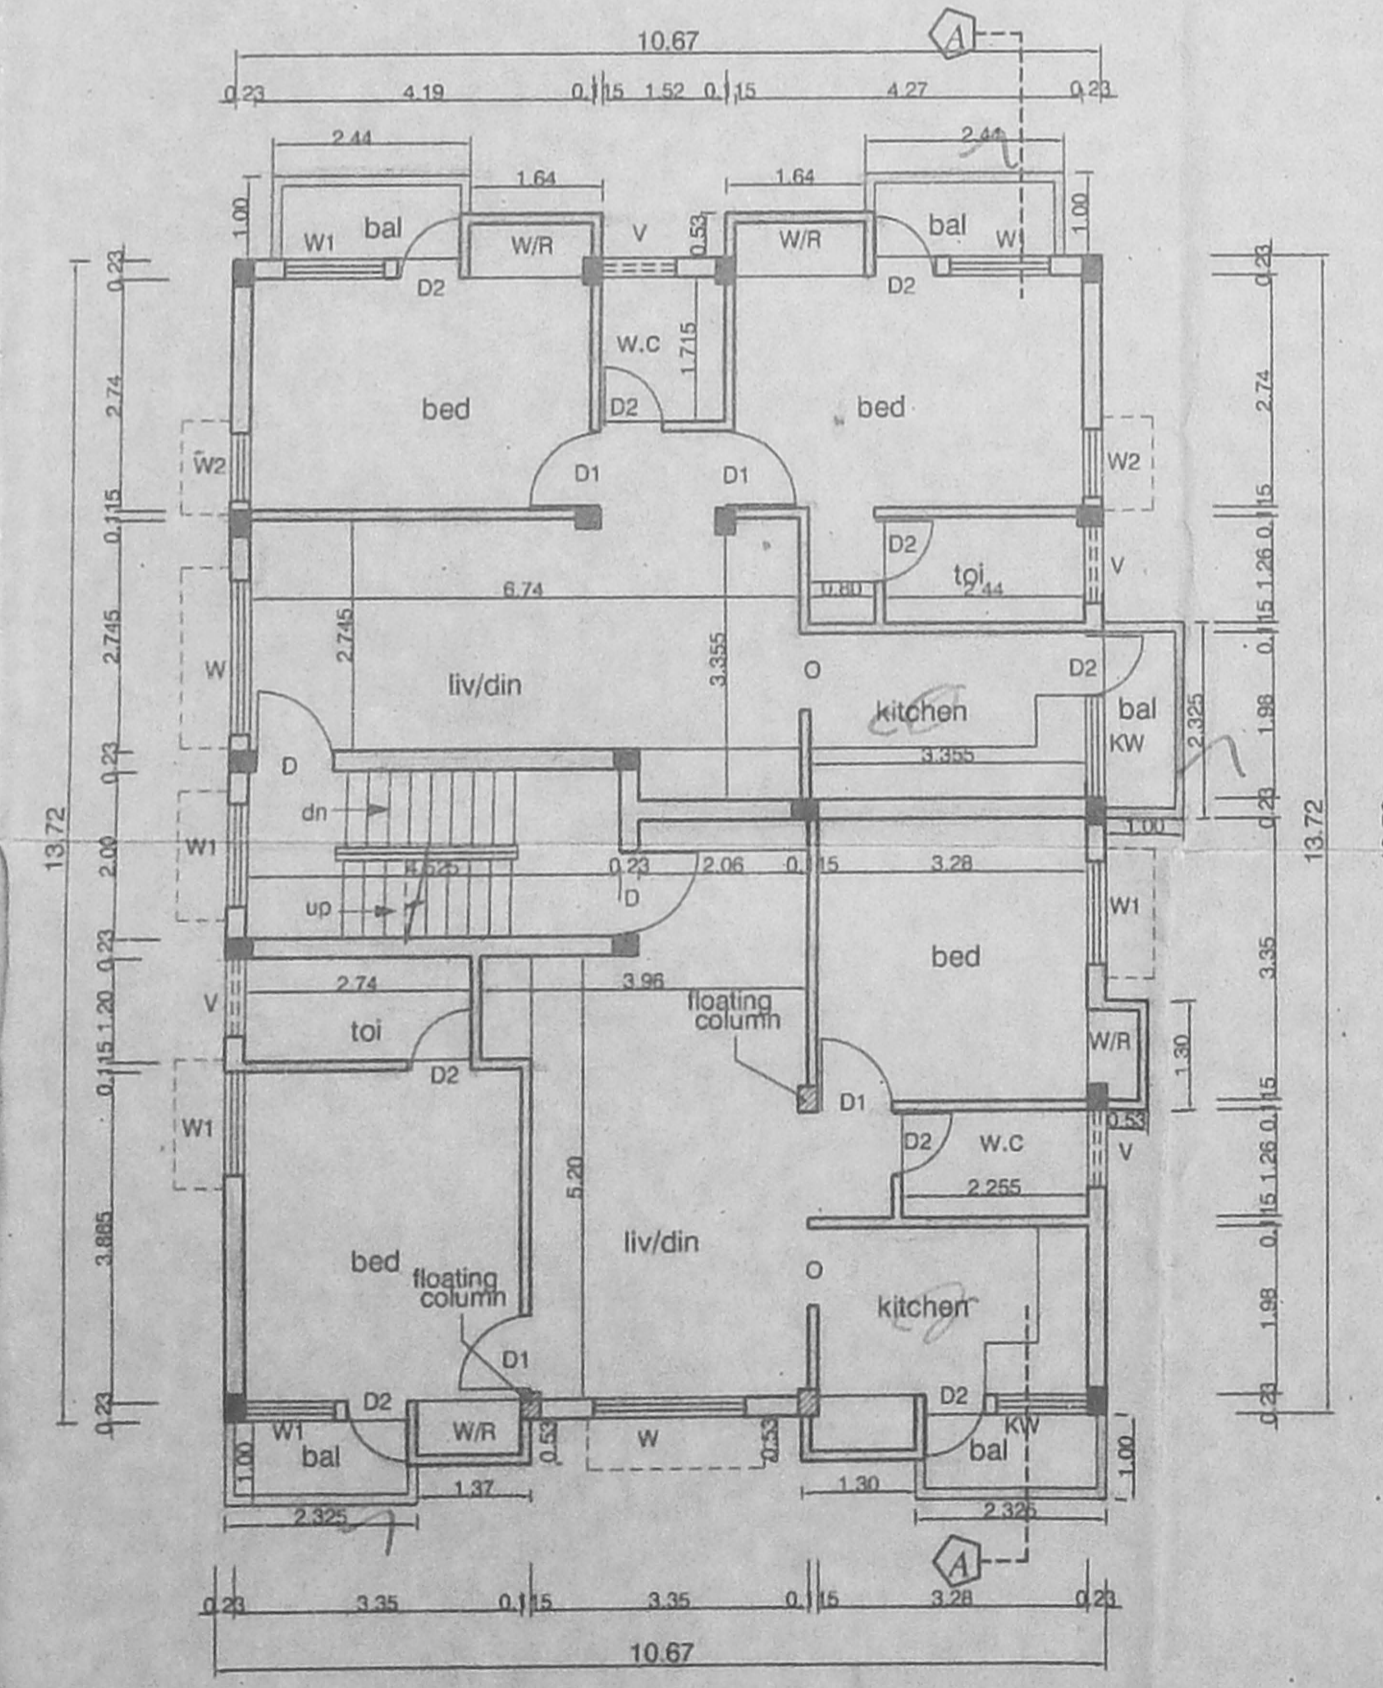 A
10.67
0.23 4.19 0.115 1.52 0.115 4.27 0.23
2.44 2.44
1.64 1.64
1.00 bal W/R V 0.53 W/R bal 1.00
W1 W
0.23 D2 D2 0.23
W.C 1.715
2.74 bed D2 bed 2.74
W2 D1 D1 W2
0.115 0.115
D2 toi V 1.26
6.74 0.80 2.44
2.745 2.745 3.355 0.115
W liv/din O kitchen D2 bal 2.325 1.98
KW
0.23 D 3.355
dn 0.23
13.72 1.00 13.72
W1 2.00 4.525 0.23 2.06 0.115 3.28
up D W1
0.23 bed 3.35
2.74 3.96
V 1.20 toi floating
column
W/R 1.30
0.115 D2 D1 0.115
W1 D2 W.C 0.53 V
5.20 2.255 1.26
3.885 liv/din 0.115
bed floating
column O kitchen 1.98
D1
0.23 D2 D2 0.23
W1 W/R 0.53 W 0.53 KW
1.00 bal bal 1.00
1.37 1.30
2.325 2.325
A
0.23 3.35 0.115 3.35 0.115 3.28 0.23
10.67